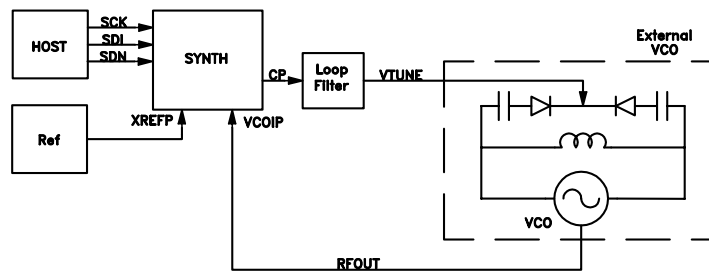 SCK
HOST
SDI
SDN
SYNTH
CP
Loop
Filter
VTUNE
External
VCO
Ref
XREFP
VCOIP
VCO
RFOUT